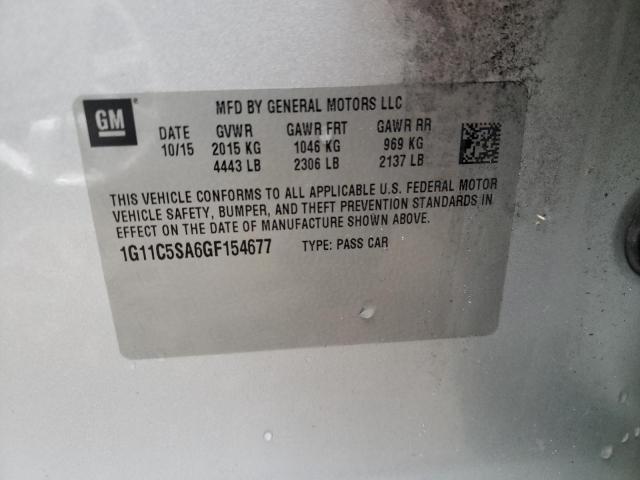 GM
MFD BY GENERAL MOTORS LLC
DATE GVWR GAWR FRT GAWR RR
10/15 2015 KG 1046 KG 969 KG
4443 LB 2306 LB 2137 LB
THIS VEHICLE CONFORMS TO ALL APPLICABLE U.S. FEDERAL MOTOR
VEHICLE SAFETY, BUMPER, AND THEFT PREVENTION STANDARDS IN
EFFECT ON THE DATE OF MANUFACTURE SHOWN ABOVE.
1G11C5SA6GF154677 TYPE: PASS CAR